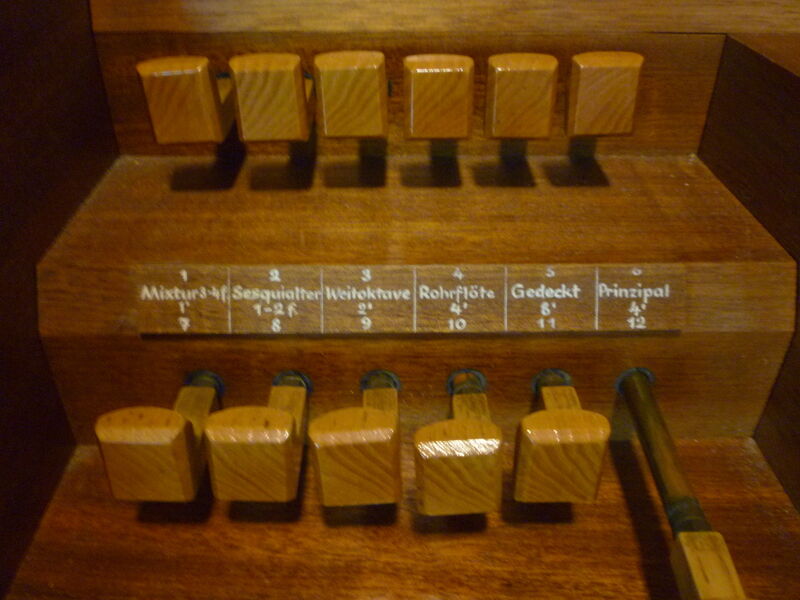 1 2 3 4 5 6
Mixtur 3-4f. Sesquialter Weitoktave Rohrflöte Gedeckt Prinzipal
1' 1-2f. 2' 4' 8' 4'
7 8 9 10 11 12